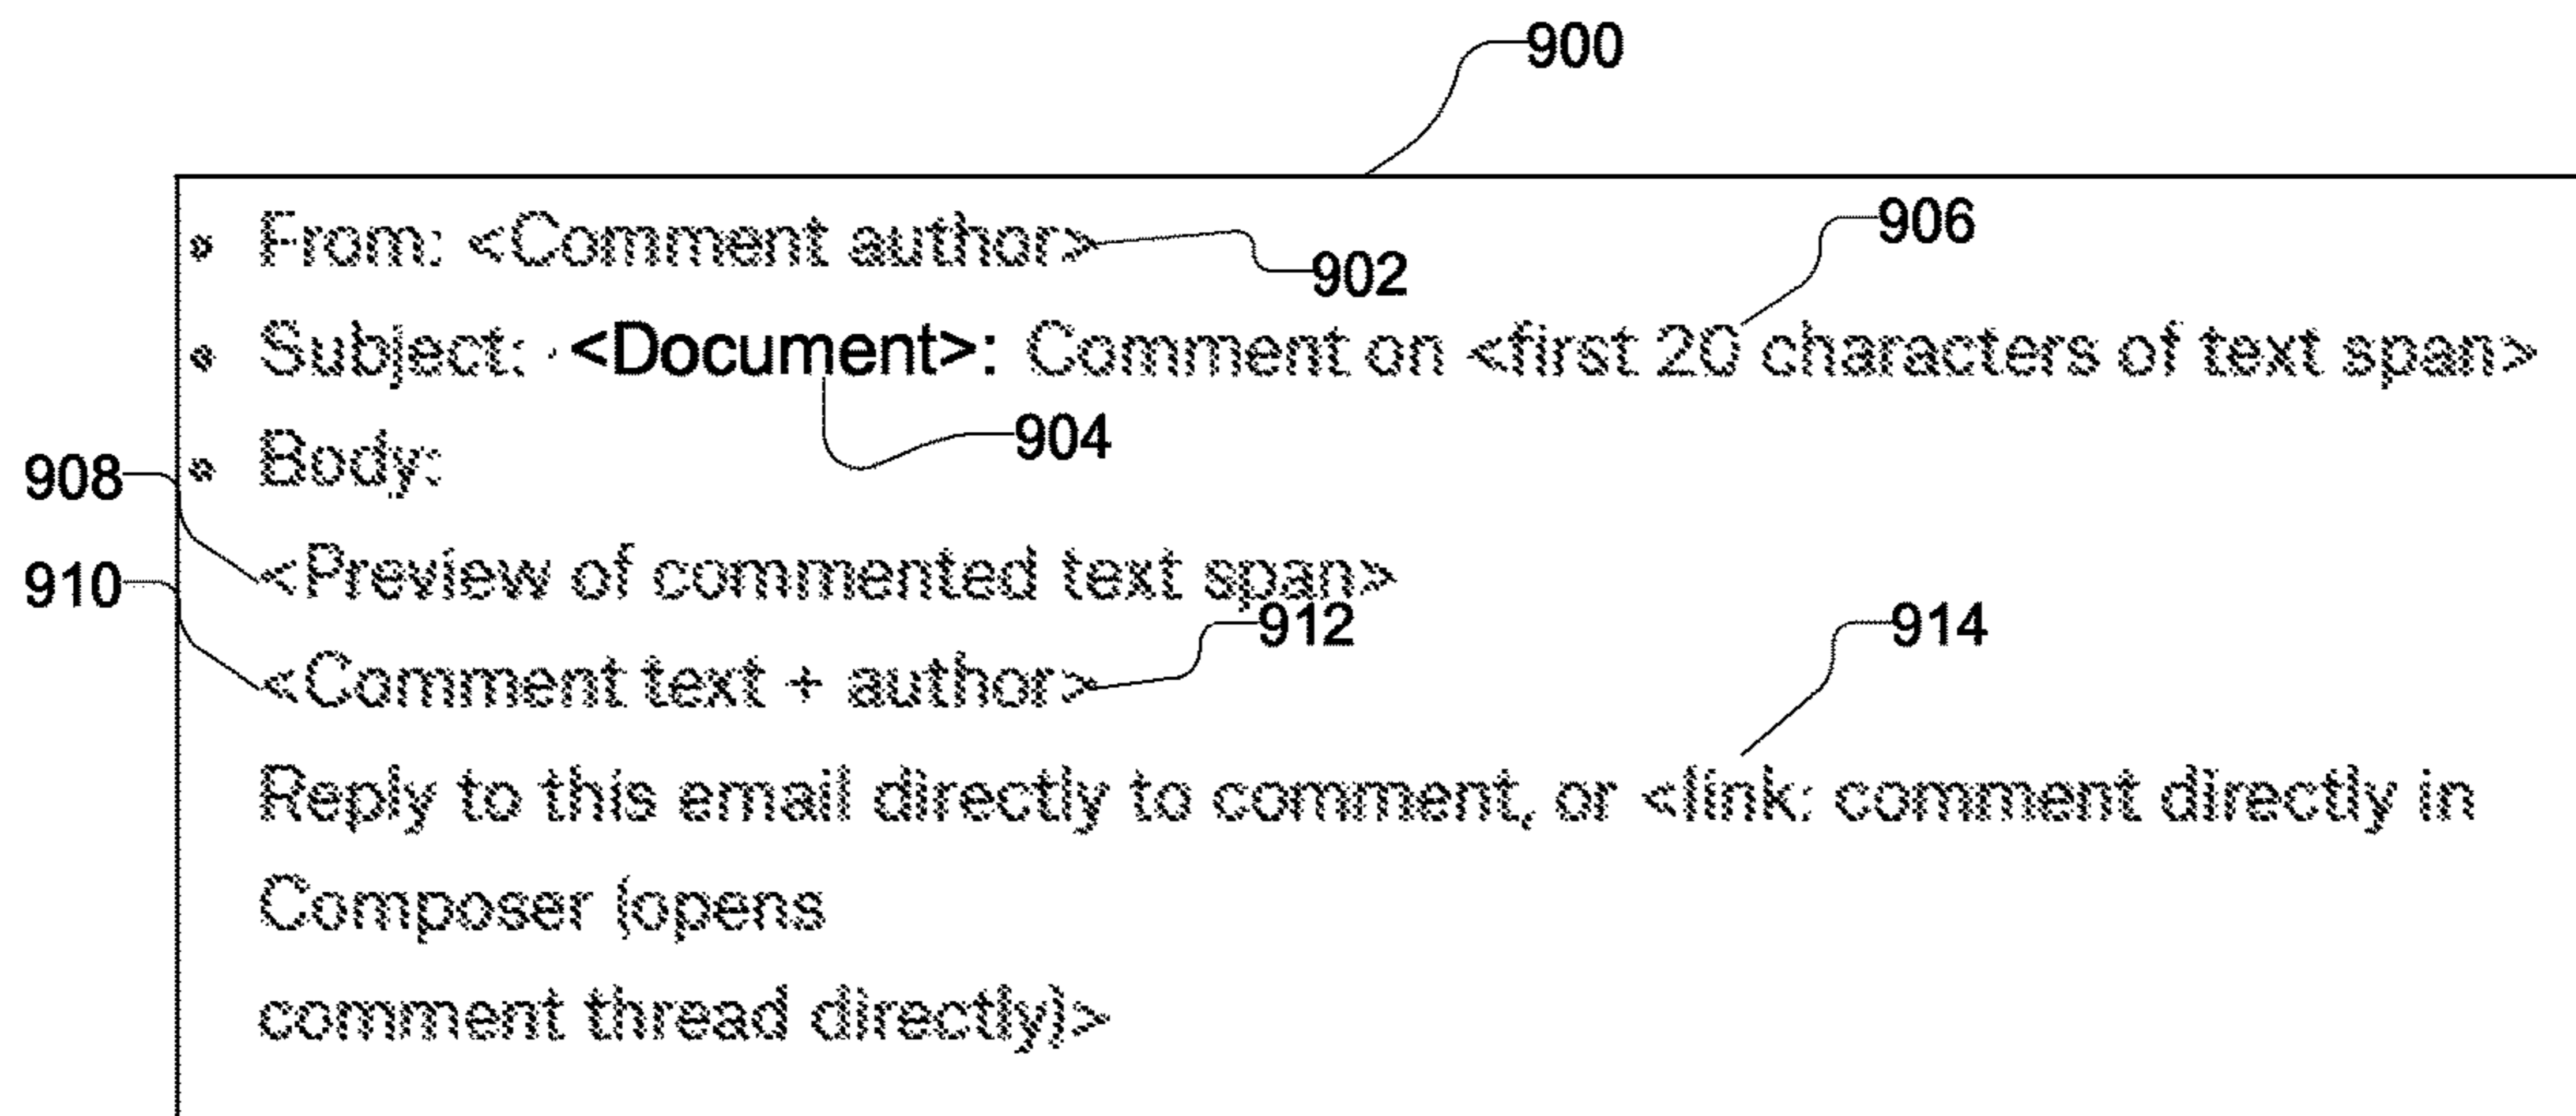 900
• From: <Comment author>
902
906
• Subject: <Document>: Comment on <first 20 characters of text span>
904
• Body:
908
<Preview of commented text span>
910
912
<Comment text + author>
914
Reply to this email directly to comment, or <link: comment directly in
Composer (opens
comment thread directly)>